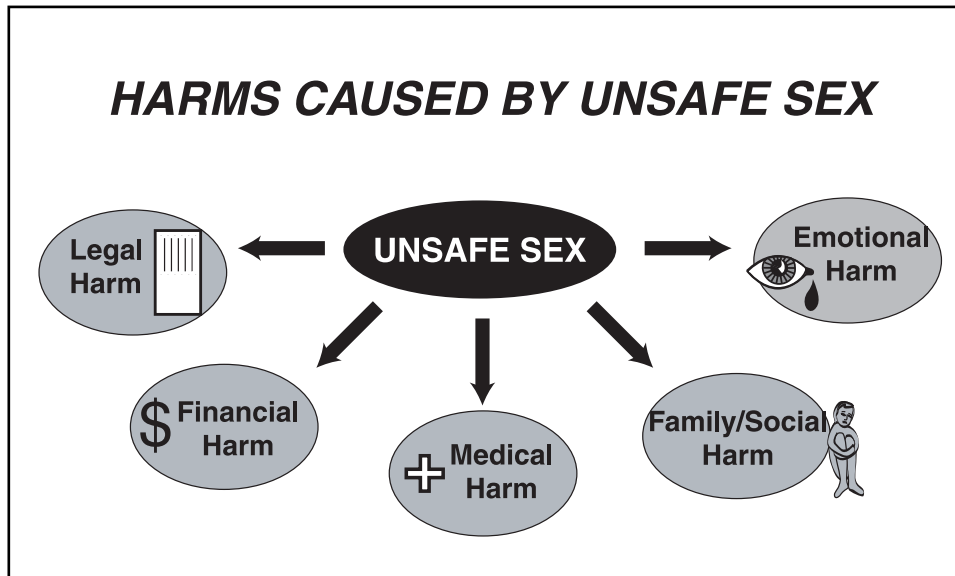 HARMS CAUSED BY UNSAFE SEX
UNSAFE SEX
Legal
Harm
Emotional
Harm
$ Financial
Harm
Medical
Harm
Family/Social
Harm